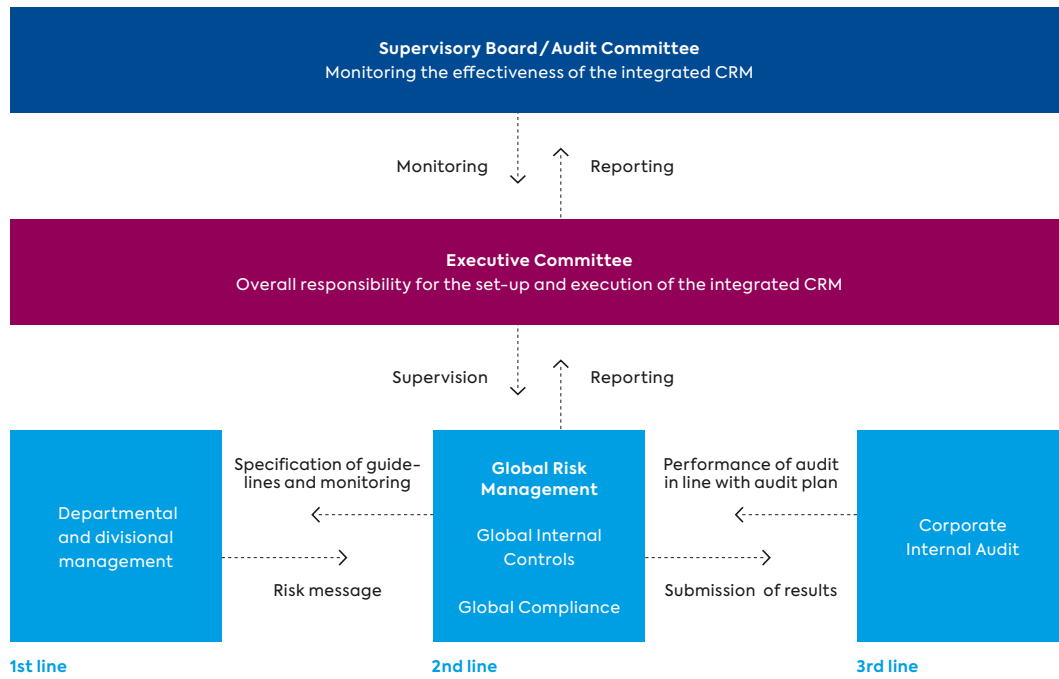 Supervisory Board / Audit Committee
Monitoring the effectiveness of the integrated CRM
Monitoring
Reporting
Executive Committee
Overall responsibility for the set-up and execution of the integrated CRM
Supervision
Reporting
Departmental
and divisional
management
Specification of guide-
lines and monitoring
Risk message
Global Risk
Management
Global Internal
Controls
Global Compliance
Performance of audit
in line with audit plan
Submission of results
Corporate
Internal Audit
1st line
2nd line
3rd line